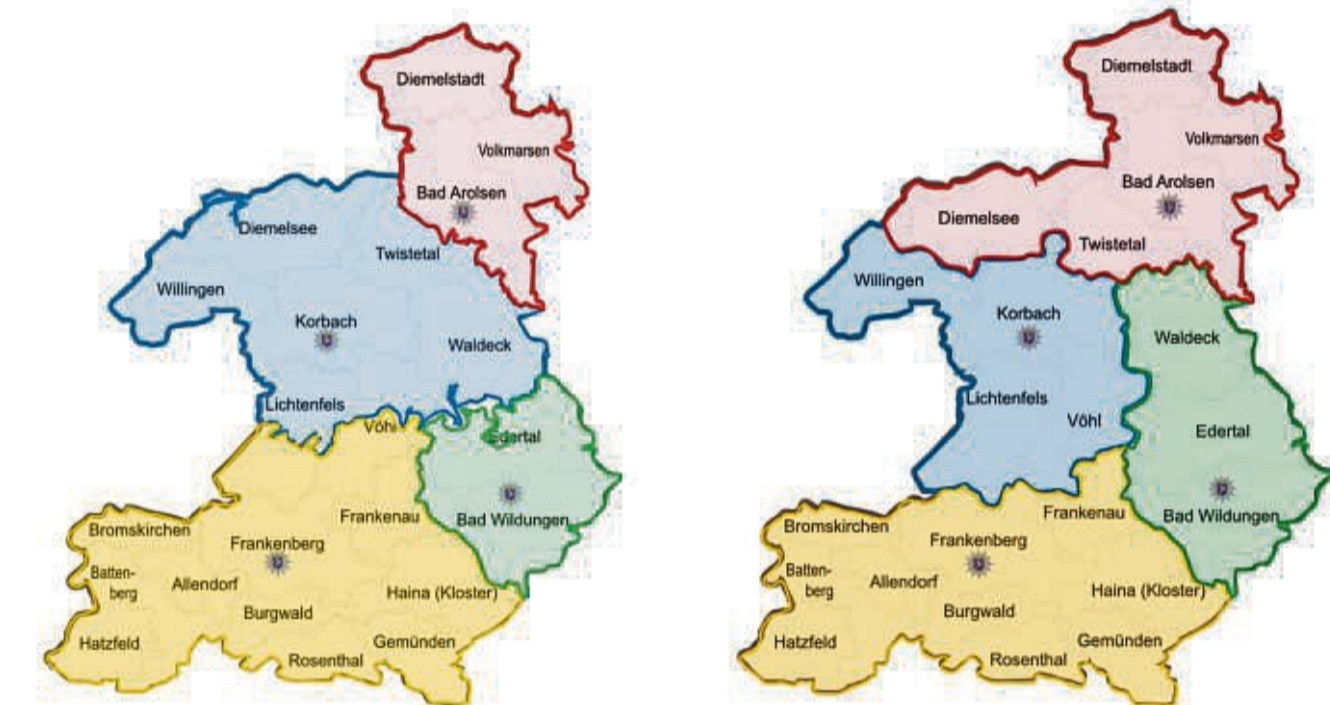 Diemelstadt
Volkmarsen
Bad Arolsen
Diemelsee
Twistetal
Willingen
Korbach
Waldeck
Lichtenfels
Vöhl
Edertal
Bad Wildungen
Frankenau
Bromskirchen
Frankenberg
Batten-
berg
Allendorf
Haina (Kloster)
Burgwald
Hatzfeld
Gemünden
Rosenthal
Diemelstadt
Volkmarsen
Bad Arolsen
Diemelsee
Twistetal
Willingen
Korbach
Waldeck
Lichtenfels
Vöhl
Edertal
Bad Wildungen
Frankenau
Bromskirchen
Frankenberg
Batten-
berg
Allendorf
Haina (Kloster)
Burgwald
Hatzfeld
Gemünden
Rosenthal